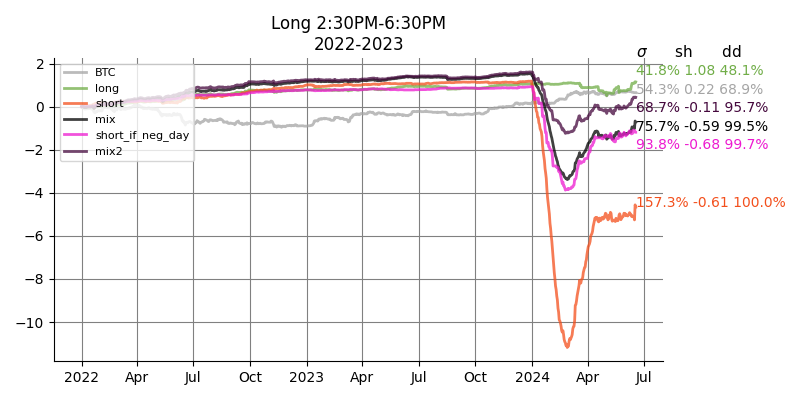 Long 2:30PM-6:30PM
2022-2023
σ sh dd
41.8% 1.08 48.1%
54.3% 0.22 68.9%
68.7% -0.11 95.7%
75.7% -0.59 99.5%
93.8% -0.68 99.7%
157.3% -0.61 100.0%
BTC
long
short
mix
short_if_neg_day
mix2
2
0
−2
−4
−6
−8
−10
2022 Apr Jul Oct 2023 Apr Jul Oct 2024 Apr Jul